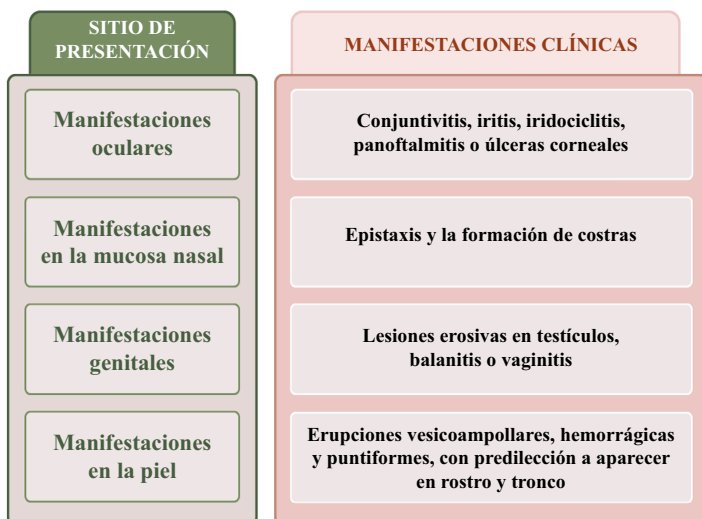 SITIO DE
PRESENTACIÓN
MANIFESTACIONES CLÍNICAS
Manifestaciones
oculares
Conjuntivitis, iritis, iridociclitis,
panoftalmitis o úlceras corneales
Manifestaciones
en la mucosa nasal
Epistaxis y la formación de costras
Manifestaciones
genitales
Lesiones erosivas en testículos,
balanitis o vaginitis
Manifestaciones
en la piel
Erupciones vesicoampollares, hemorrágicas
y puntiformes, con predilección a aparecer
en rostro y tronco